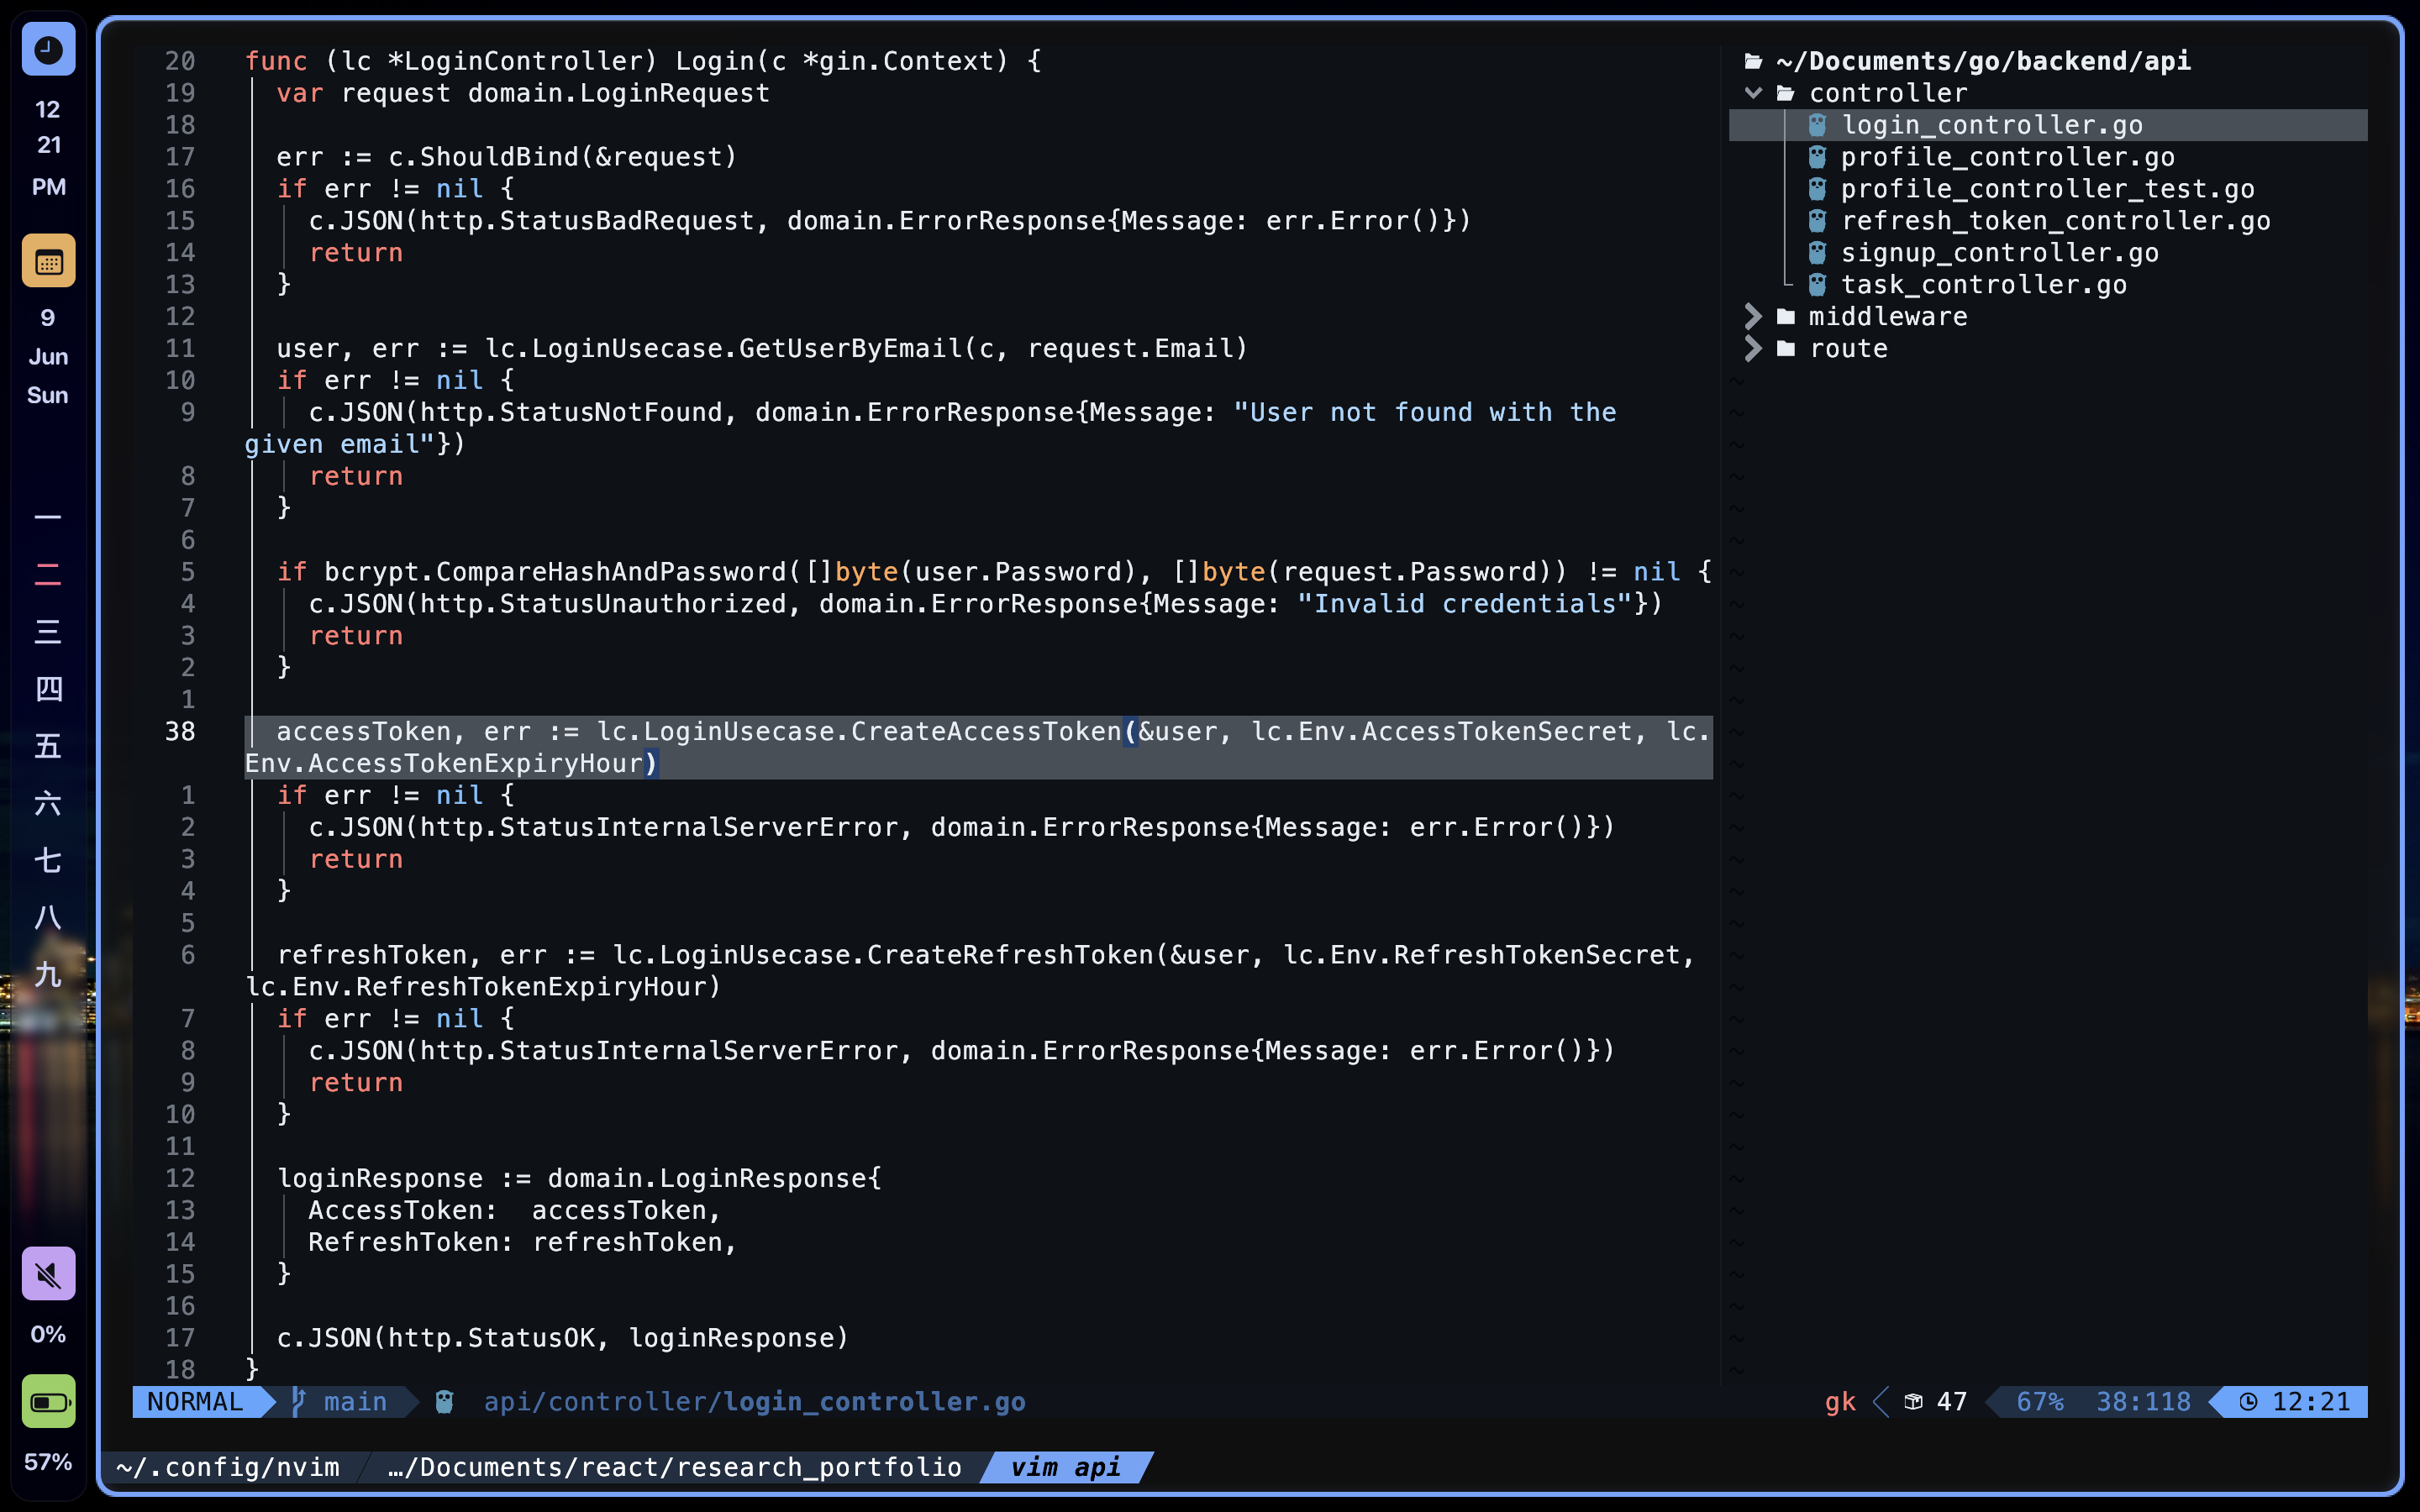 12
21
PM
9
Jun
Sun
一
二
三
四
五
六
七
八
九
0%
57%
20 func (lc *LoginController) Login(c *gin.Context) {
19 var request domain.LoginRequest
18
17 err := c.ShouldBind(&request)
16 if err != nil {
15 c.JSON(http.StatusBadRequest, domain.ErrorResponse{Message: err.Error()})
14 return
13 }
12
11 user, err := lc.LoginUsecase.GetUserByEmail(c, request.Email)
10 if err != nil {
9 c.JSON(http.StatusNotFound, domain.ErrorResponse{Message: "User not found with the
given email"})
8 return
7 }
6
5 if bcrypt.CompareHashAndPassword([]byte(user.Password), []byte(request.Password)) != nil {
4 c.JSON(http.StatusUnauthorized, domain.ErrorResponse{Message: "Invalid credentials"})
3 return
2 }
1
38 accessToken, err := lc.LoginUsecase.CreateAccessToken(&user, lc.Env.AccessTokenSecret, lc.
Env.AccessTokenExpiryHour)
1 if err != nil {
2 c.JSON(http.StatusInternalServerError, domain.ErrorResponse{Message: err.Error()})
3 return
4 }
5
6 refreshToken, err := lc.LoginUsecase.CreateRefreshToken(&user, lc.Env.RefreshTokenSecret,
lc.Env.RefreshTokenExpiryHour)
7 if err != nil {
8 c.JSON(http.StatusInternalServerError, domain.ErrorResponse{Message: err.Error()})
9 return
10 }
11
12 loginResponse := domain.LoginResponse{
13 AccessToken:  accessToken,
14 RefreshToken: refreshToken,
15 }
16
17 c.JSON(http.StatusOK, loginResponse)
18 }
~/Documents/go/backend/api
controller
login_controller.go
profile_controller.go
profile_controller_test.go
refresh_token_controller.go
signup_controller.go
task_controller.go
middleware
route
NORMAL main api/controller/login_controller.go gk 47 67% 38:118 12:21
~/.config/nvim …/Documents/react/research_portfolio vim api